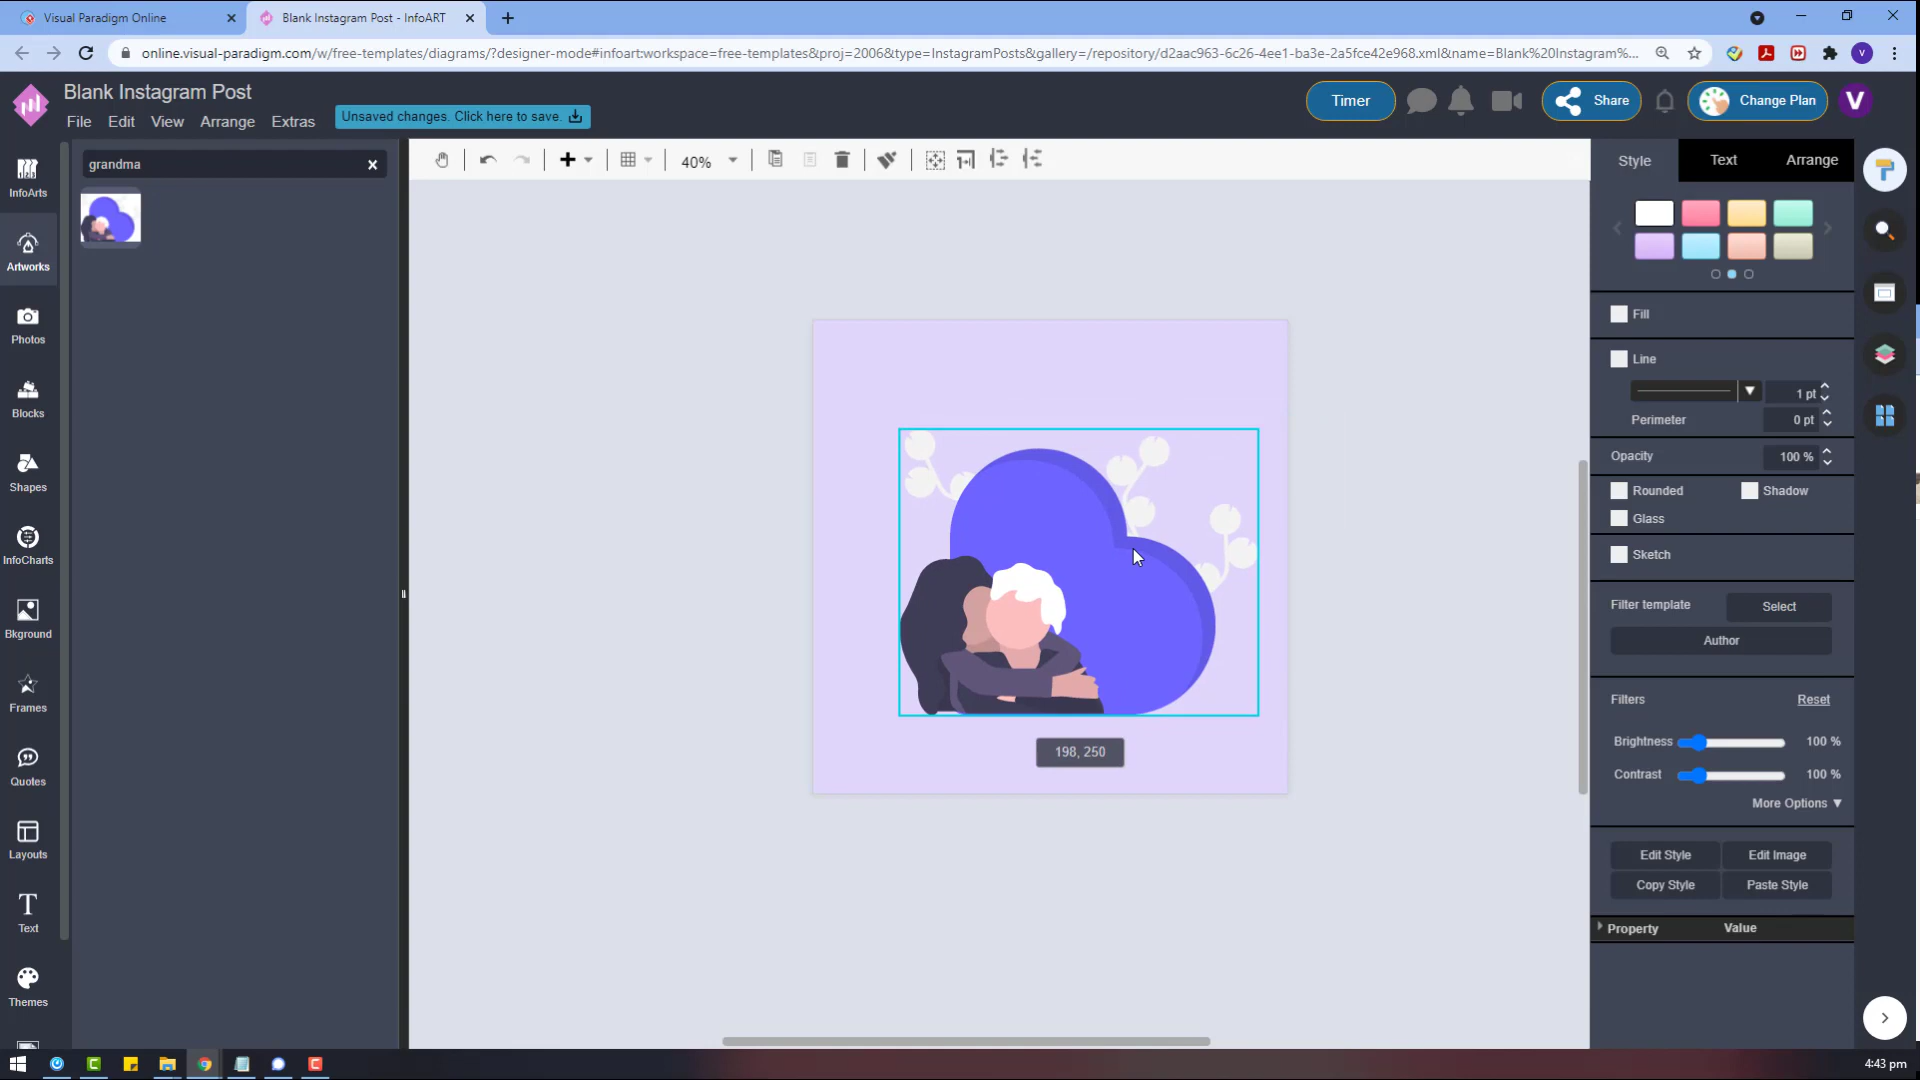 Visual Paradigm Online
Blank Instagram Post - InfoART
online.visual-paradigm.com/w/free-templates/diagrams/?designer-mode#infoart:workspace=free-templates&proj=2006&type=InstagramPosts&gallery=/repository/d2aac963-6c26-4ee1-ba3e-2a5fce42e968.xml&name=Blank%20Instagram%...
Blank Instagram Post
File Edit View Arrange Extras
Unsaved changes. Click here to save.
Timer
Share
Change Plan
V
InfoArts
Artworks
Photos
Blocks
Shapes
InfoCharts
Bkground
Frames
Quotes
Layouts
Text
Themes
grandma
40%
198, 250
Style Text Arrange
Fill
Line
1 pt
Perimeter 0 pt
Opacity 100 %
Rounded Shadow
Glass
Sketch
Filter template Select
Author
Filters Reset
Brightness 100 %
Contrast 100 %
More Options ▼
Edit Style Edit Image
Copy Style Paste Style
Property Value
4:43 pm